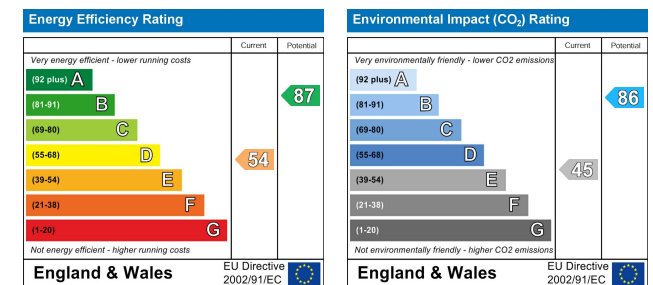 Energy Efficiency Rating
Current Potential
Very energy efficient - lower running costs
(92 plus) A
(81-91) B
(69-80) C
(55-68) D
(39-54) E
(21-38) F
(1-20) G
87
54
Not energy efficient - higher running costs
England & Wales
EU Directive
2002/91/EC
Environmental Impact (CO₂) Rating
Current Potential
Very environmentally friendly - lower CO2 emissions
(92 plus) A
(81-91) B
(69-80) C
(55-68) D
(39-54) E
(21-38) F
(1-20) G
86
45
Not environmentally friendly - higher CO2 emissions
England & Wales
EU Directive
2002/91/EC